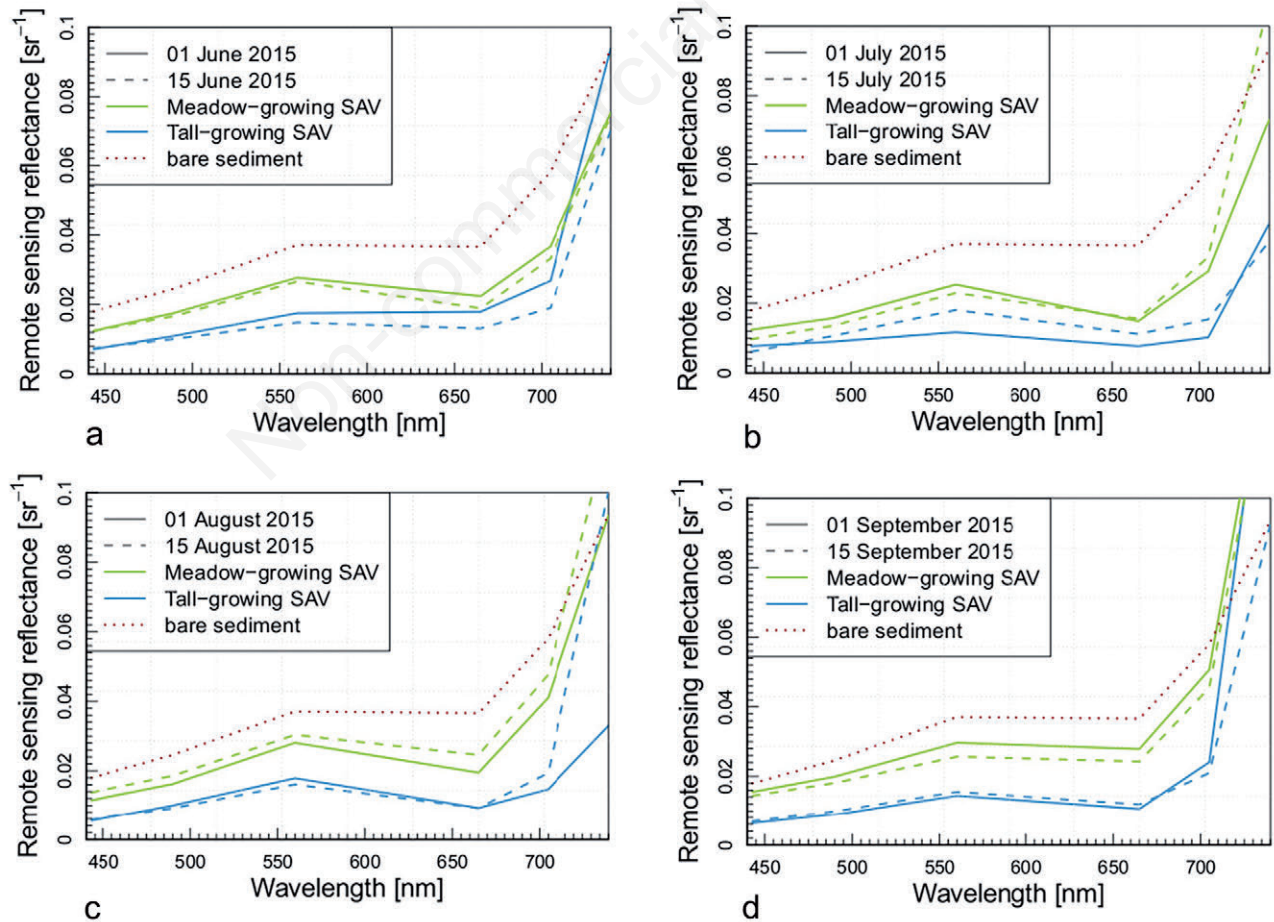 Non-commercial
Remote sensing reflectance [sr⁻¹]
0 0.02 0.04 0.06 0.08 0.1
01 June 2015
15 June 2015
Meadow−growing SAV
Tall−growing SAV
bare sediment
450 500 550 600 650 700
Wavelength [nm]
a
Remote sensing reflectance [sr⁻¹]
0 0.02 0.04 0.06 0.08 0.1
01 July 2015
15 July 2015
Meadow−growing SAV
Tall−growing SAV
bare sediment
450 500 550 600 650 700
Wavelength [nm]
b
Remote sensing reflectance [sr⁻¹]
0 0.02 0.04 0.06 0.08 0.1
01 August 2015
15 August 2015
Meadow−growing SAV
Tall−growing SAV
bare sediment
450 500 550 600 650 700
Wavelength [nm]
c
Remote sensing reflectance [sr⁻¹]
0 0.02 0.04 0.06 0.08 0.1
01 September 2015
15 September 2015
Meadow−growing SAV
Tall−growing SAV
bare sediment
450 500 550 600 650 700
Wavelength [nm]
d